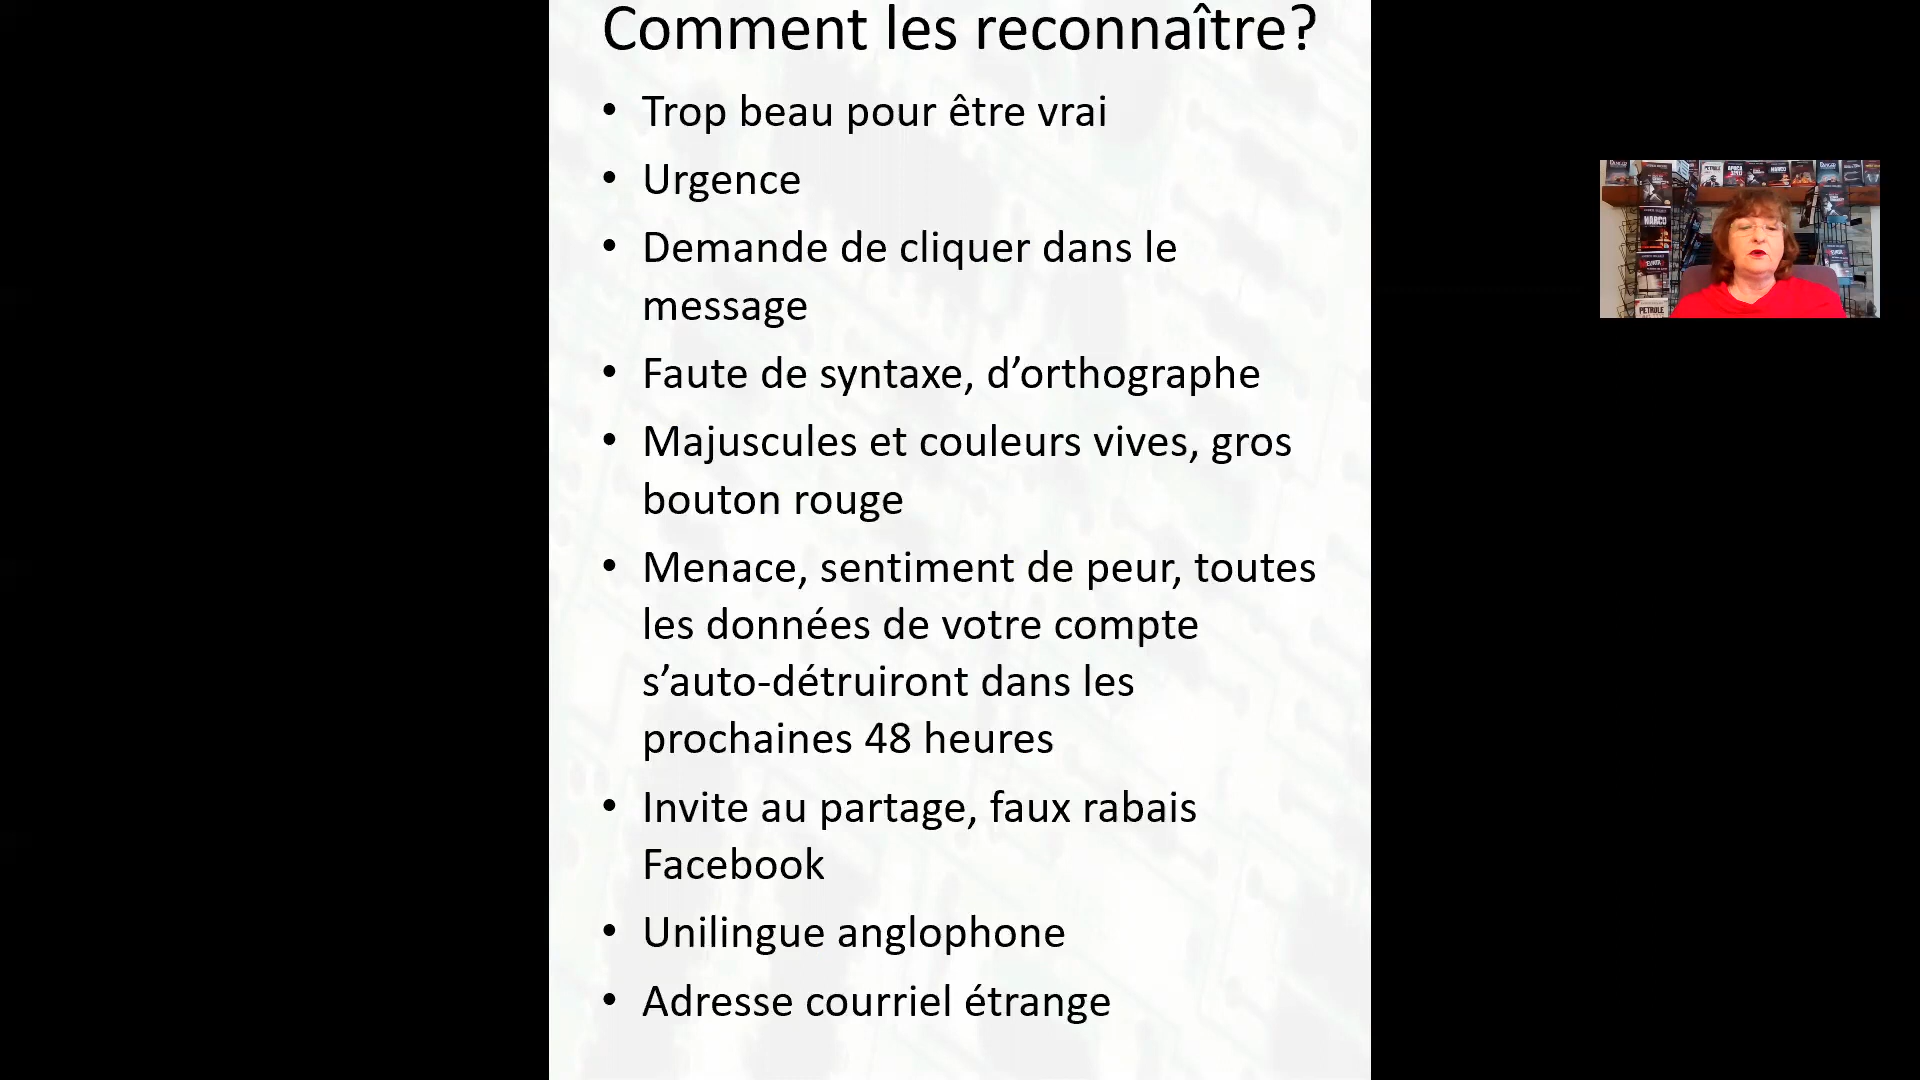 Comment les reconnaître?
• Trop beau pour être vrai
• Urgence
• Demande de cliquer dans le
message
• Faute de syntaxe, d’orthographe
• Majuscules et couleurs vives, gros
bouton rouge
• Menace, sentiment de peur, toutes
les données de votre compte
s’auto-détruiront dans les
prochaines 48 heures
• Invite au partage, faux rabais
Facebook
• Unilingue anglophone
• Adresse courriel étrange
NARCO
PETROLE